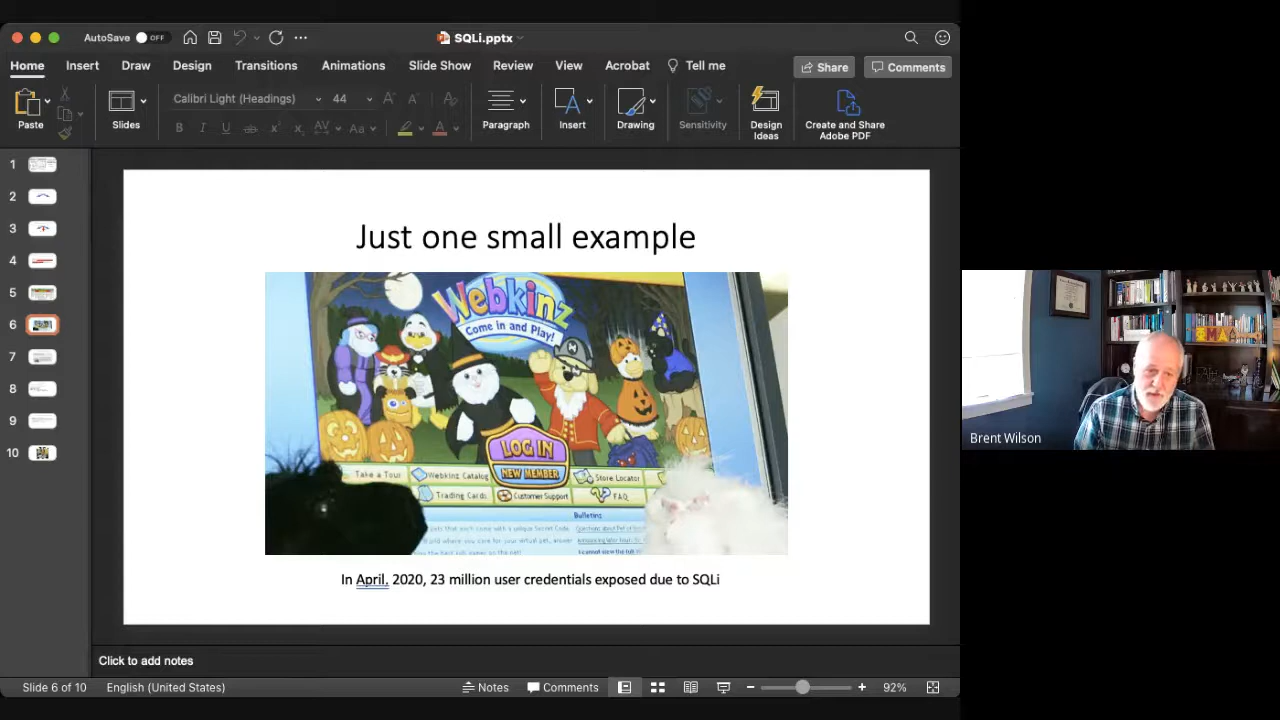 AutoSave OFF
SQLi.pptx
Home Insert Draw Design Transitions Animations Slide Show Review View Acrobat Tell me
Share Comments
Paste
Slides
Calibri Light (Headings) 44
Paragraph
Insert
Drawing
Sensitivity
Design
Ideas
Create and Share
Adobe PDF
1
2
3
4
5
6
7
8
9
10
Just one small example
Webkinz
Come in and Play!
LOG IN
NEW MEMBER
Take a Tour
Webkinz Catalog
Store Locator
Trading Cards
Customer Support
FAQ
Bulletins
In April. 2020, 23 million user credentials exposed due to SQLi
Click to add notes
Slide 6 of 10 English (United States) Notes Comments 92%
Brent Wilson